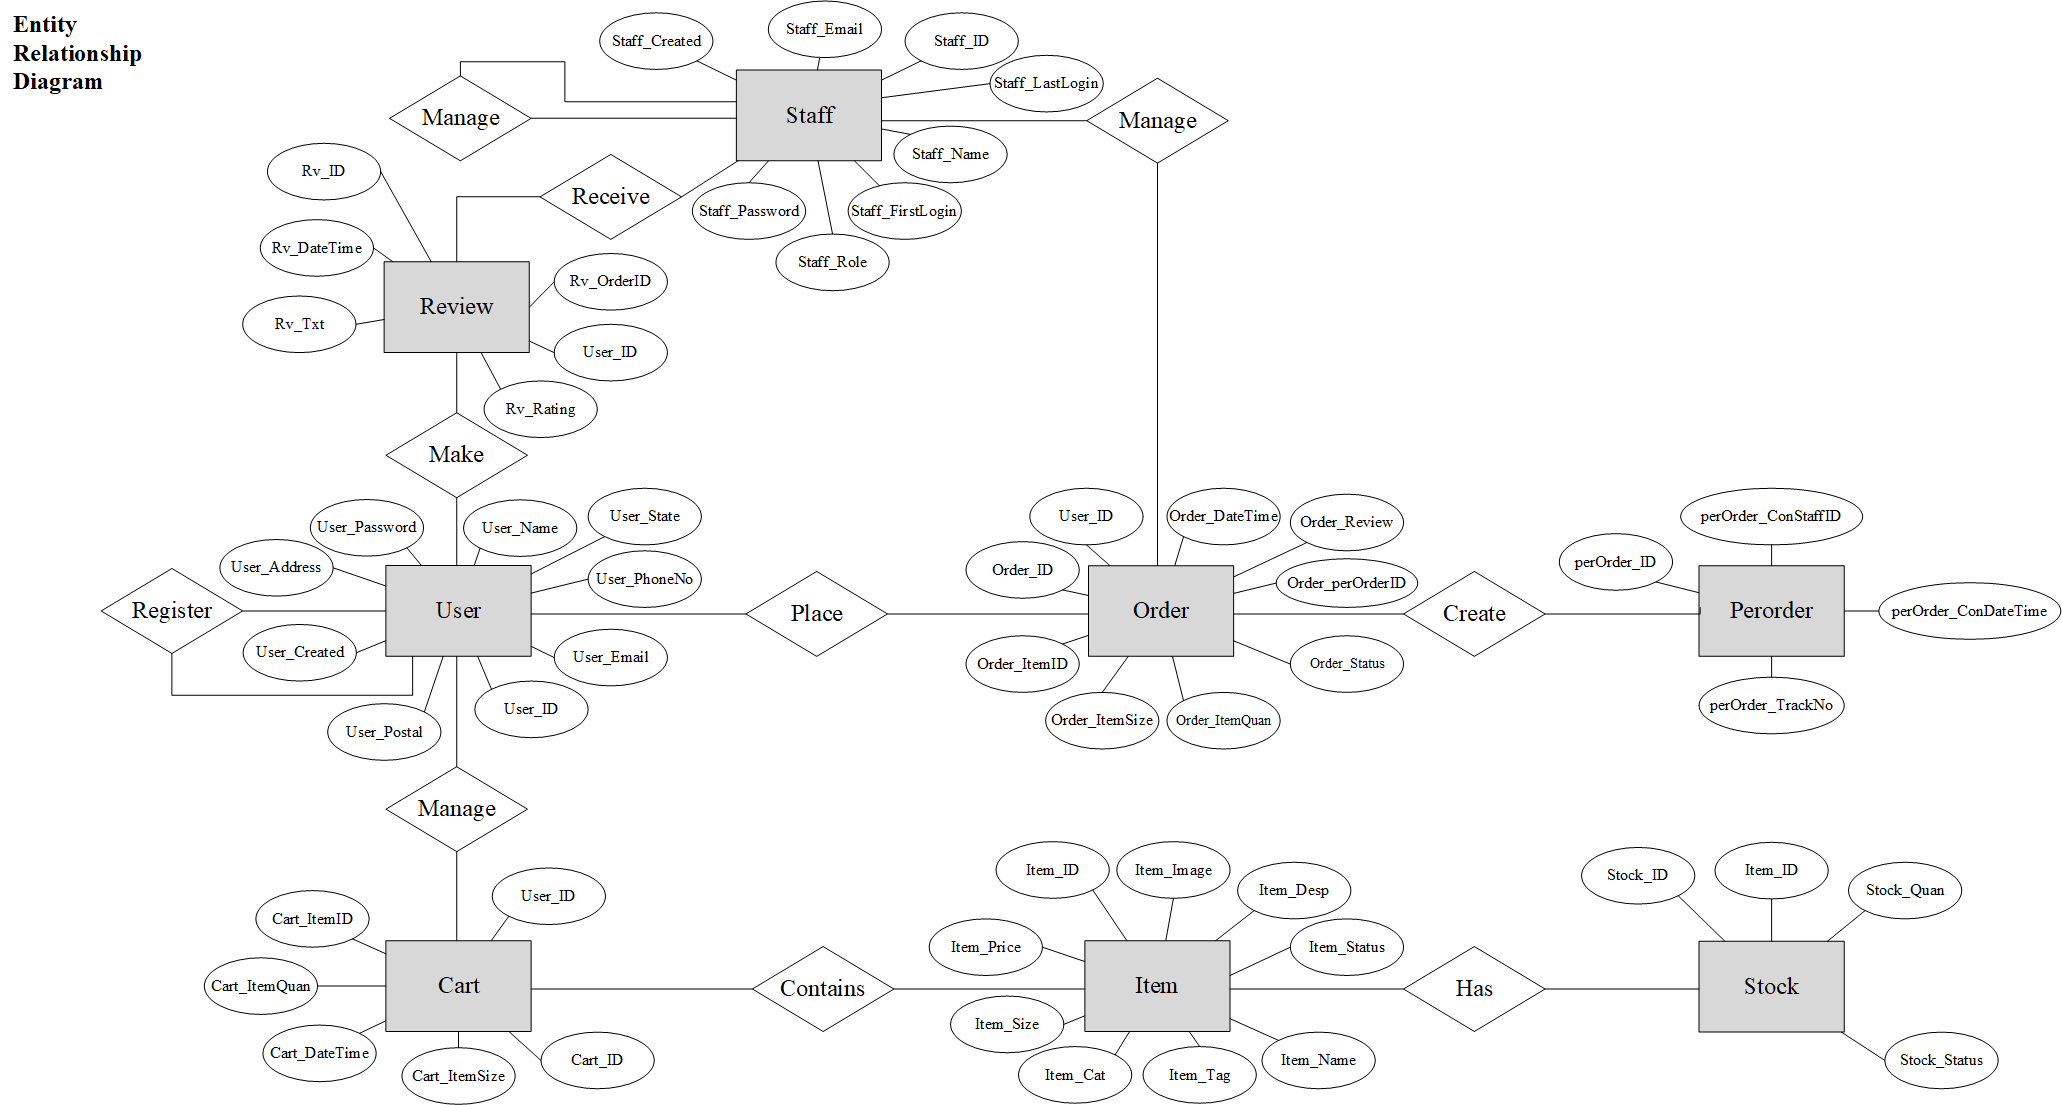 Entity
Relationship
Diagram
Staff_Created
Staff_Email
Staff_ID
Staff_LastLogin
Manage
Staff
Manage
Staff_Name
Rv_ID
Receive
Staff_Password
Staff_FirstLogin
Staff_Role
Rv_DateTime
Rv_OrderID
Review
Rv_Txt
User_ID
Rv_Rating
Make
User_Password
User_Name
User_State
User_ID
Order_DateTime
Order_Review
perOrder_ConStaffID
User_Address
User_PhoneNo
Order_ID
Order_perOrderID
perOrder_ID
Register
User
Place
Order
Create
Perorder
perOrder_ConDateTime
User_Created
User_Email
Order_ItemID
Order_Status
User_Postal
User_ID
Order_ItemSize
Order_ItemQuan
perOrder_TrackNo
Manage
Cart_ItemID
User_ID
Item_ID
Item_Image
Item_Desp
Stock_ID
Item_ID
Stock_Quan
Item_Price
Item_Status
Cart_ItemQuan
Cart
Contains
Item
Has
Stock
Cart_DateTime
Cart_ItemSize
Cart_ID
Item_Size
Item_Cat
Item_Tag
Item_Name
Stock_Status